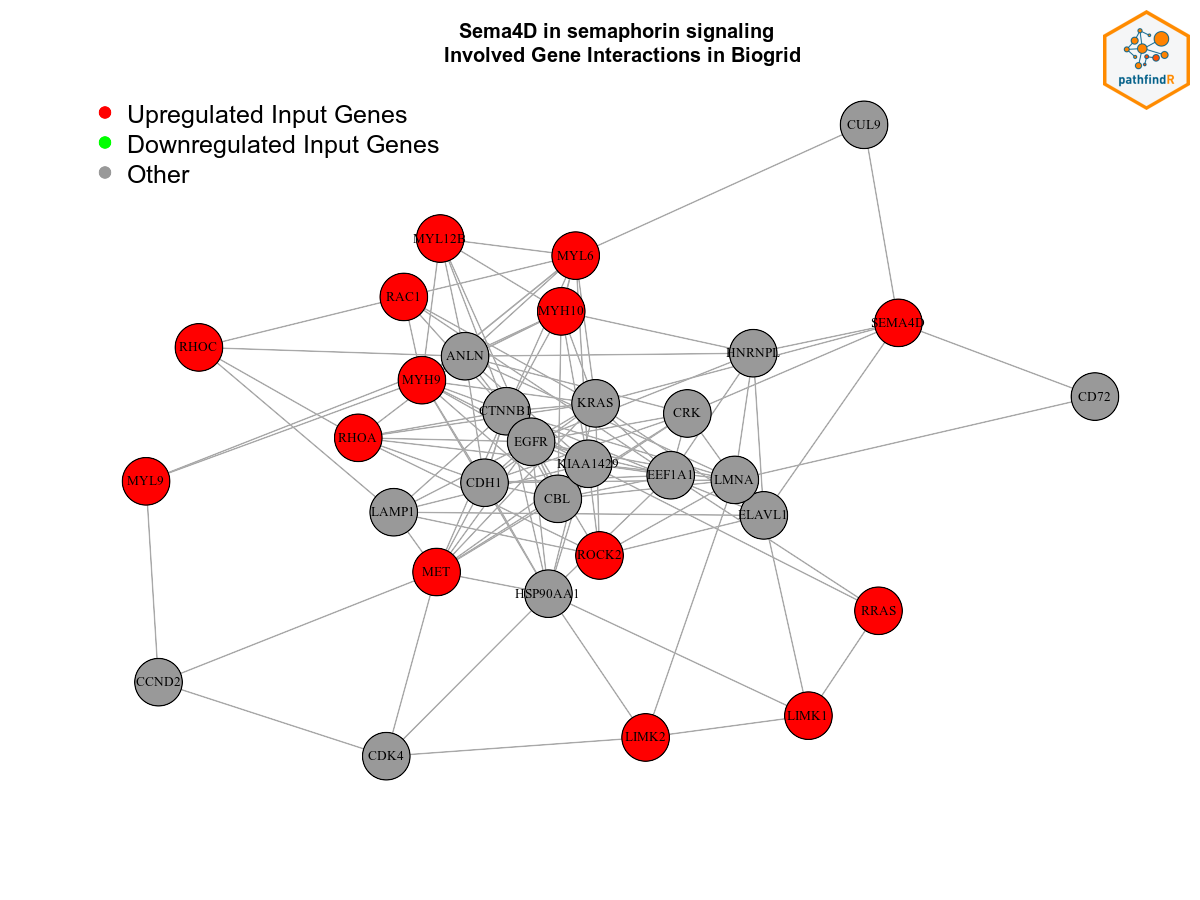 Sema4D in semaphorin signaling
Involved Gene Interactions in Biogrid
pathfindR
Upregulated Input Genes
Downregulated Input Genes
Other
CUL9
MYL12B
MYL6
RAC1
MYH10
SEMA4D
RHOC
ANLN
HNRNPL
MYH9
CD72
KRAS
CTNNB1
CRK
RHOA
EGFR
KIAA1429
EEF1A1
MYL9
CDH1
LMNA
CBL
LAMP1
ELAVL1
ROCK2
MET
HSP90AA1
RRAS
CCND2
LIMK1
LIMK2
CDK4